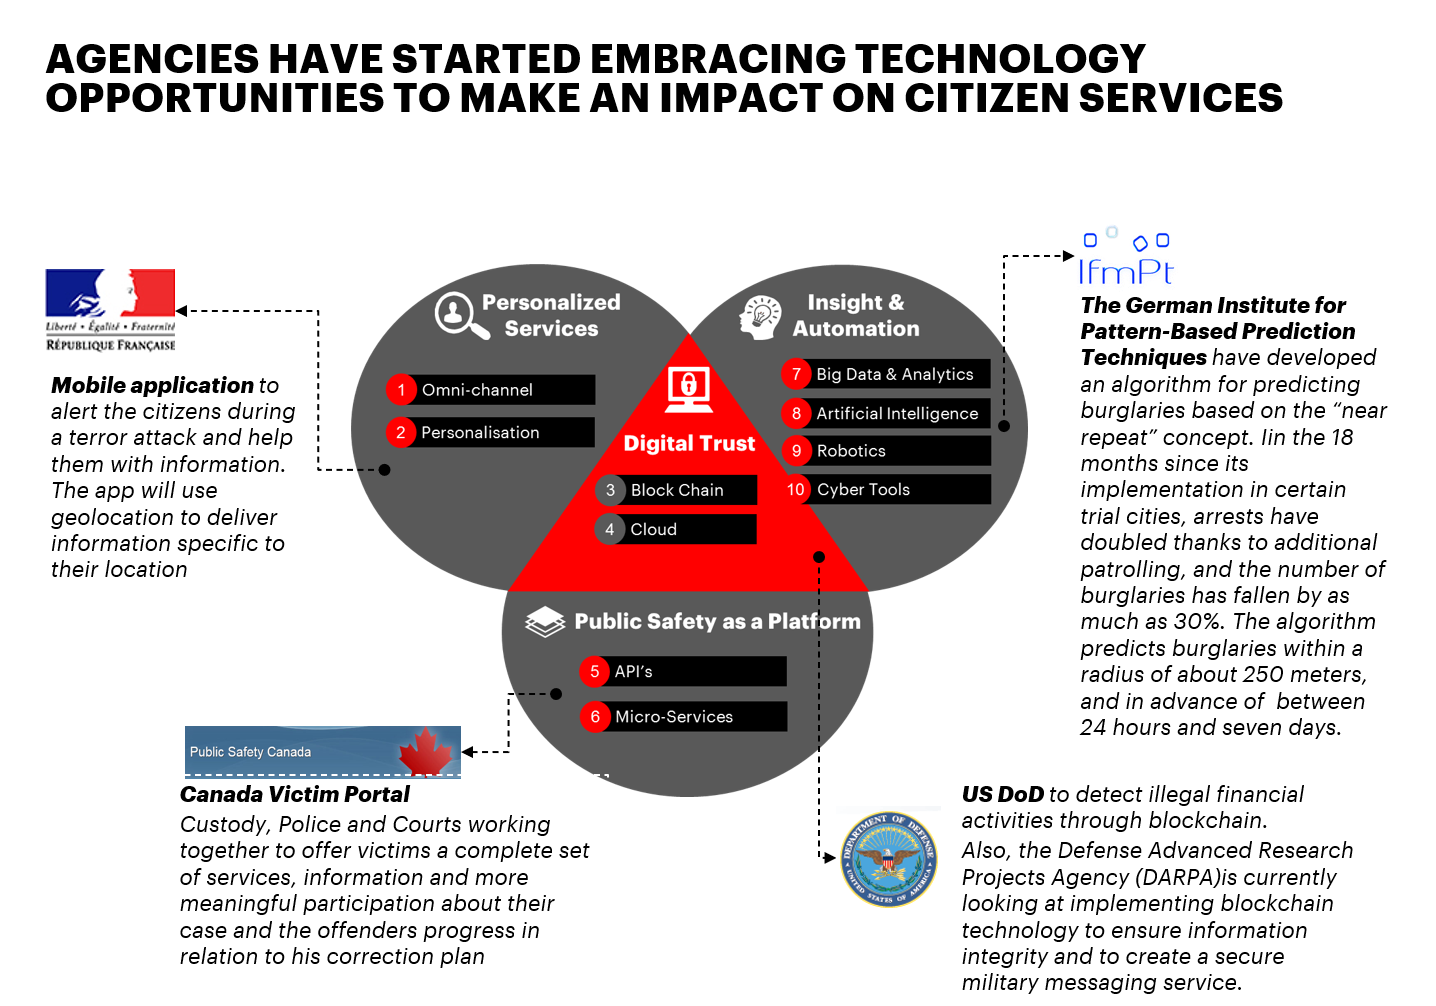 AGENCIES HAVE STARTED EMBRACING TECHNOLOGY
OPPORTUNITIES TO MAKE AN IMPACT ON CITIZEN SERVICES
Liberté • Égalité • Fraternité
RÉPUBLIQUE FRANÇAISE
Mobile application to
alert the citizens during
a terror attack and help
them with information.
The app will use
geolocation to deliver
information specific to
their location
Personalized
Services
1 Omni-channel
2 Personalisation
Digital Trust
3 Block Chain
4 Cloud
Insight &
Automation
7 Big Data & Analytics
8 Artificial Intelligence
9 Robotics
10 Cyber Tools
Public Safety as a Platform
5 API's
6 Micro-Services
IfmPt
The German Institute for
Pattern-Based Prediction
Techniques have developed
an algorithm for predicting
burglaries based on the “near
repeat” concept. Iin the 18
months since its
implementation in certain
trial cities, arrests have
doubled thanks to additional
patrolling, and the number of
burglaries has fallen by as
much as 30%. The algorithm
predicts burglaries within a
radius of about 250 meters,
and in advance of  between
24 hours and seven days.
Public Safety Canada
Canada Victim Portal
Custody, Police and Courts working
together to offer victims a complete set
of services, information and more
meaningful participation about their
case and the offenders progress in
relation to his correction plan
DEPARTMENT OF DEFENSE
UNITED STATES OF AMERICA
US DoD to detect illegal financial
activities through blockchain.
Also, the Defense Advanced Research
Projects Agency (DARPA)is currently
looking at implementing blockchain
technology to ensure information
integrity and to create a secure
military messaging service.